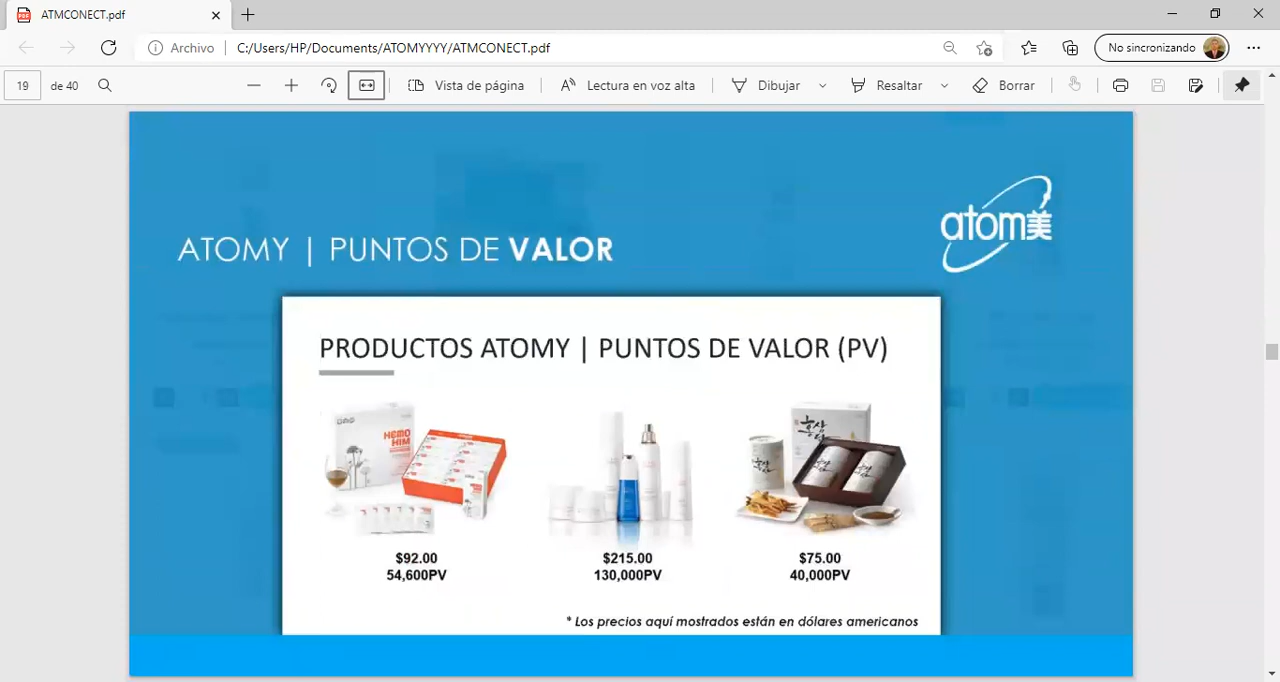 ATMCONECT.pdf
Archivo
C:/Users/HP/Documents/ATOMYYYY/ATMCONECT.pdf
No sincronizando
19
de 40
Vista de página
Lectura en voz alta
Dibujar
Resaltar
Borrar
atom美
ATOMY | PUNTOS DE VALOR
PRODUCTOS ATOMY | PUNTOS DE VALOR (PV)
HEMO
HIM
홍삼
단
$92.00
54,600PV
$215.00
130,000PV
$75.00
40,000PV
* Los precios aquí mostrados están en dólares americanos